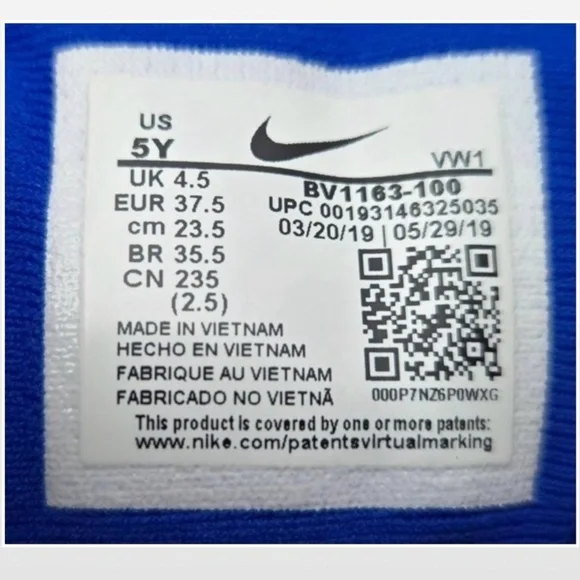 US
5Y
VW1
UK 4.5
BV1163-100
EUR 37.5
UPC 00193146325035
cm 23.5
03/20/19 | 05/29/19
BR 35.5
CN 235
(2.5)
MADE IN VIETNAM
HECHO EN VIETNAM
FABRIQUE AU VIETNAM
FABRICADO NO VIETNÃ
000P7NZ6P0WXG
This product is covered by one or more patents:
www.nike.com/patentsvirtualmarking